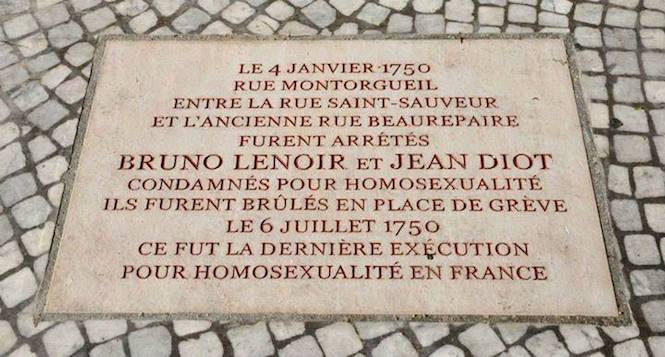 LE 4 JANVIER 1750
RUE MONTORGUEIL
ENTRE LA RUE SAINT-SAUVEUR
ET L'ANCIENNE RUE BEAUREPAIRE
FURENT ARRÉTÉS
BRUNO LENOIR ET JEAN DIOT
CONDAMNÉS POUR HOMOSEXUALITÉ
ILS FURENT BRÛLÉS EN PLACE DE GRÈVE
LE 6 JUILLET 1750
CE FUT LA DERNIÈRE EXÉCUTION
POUR HOMOSEXUALITÉ EN FRANCE